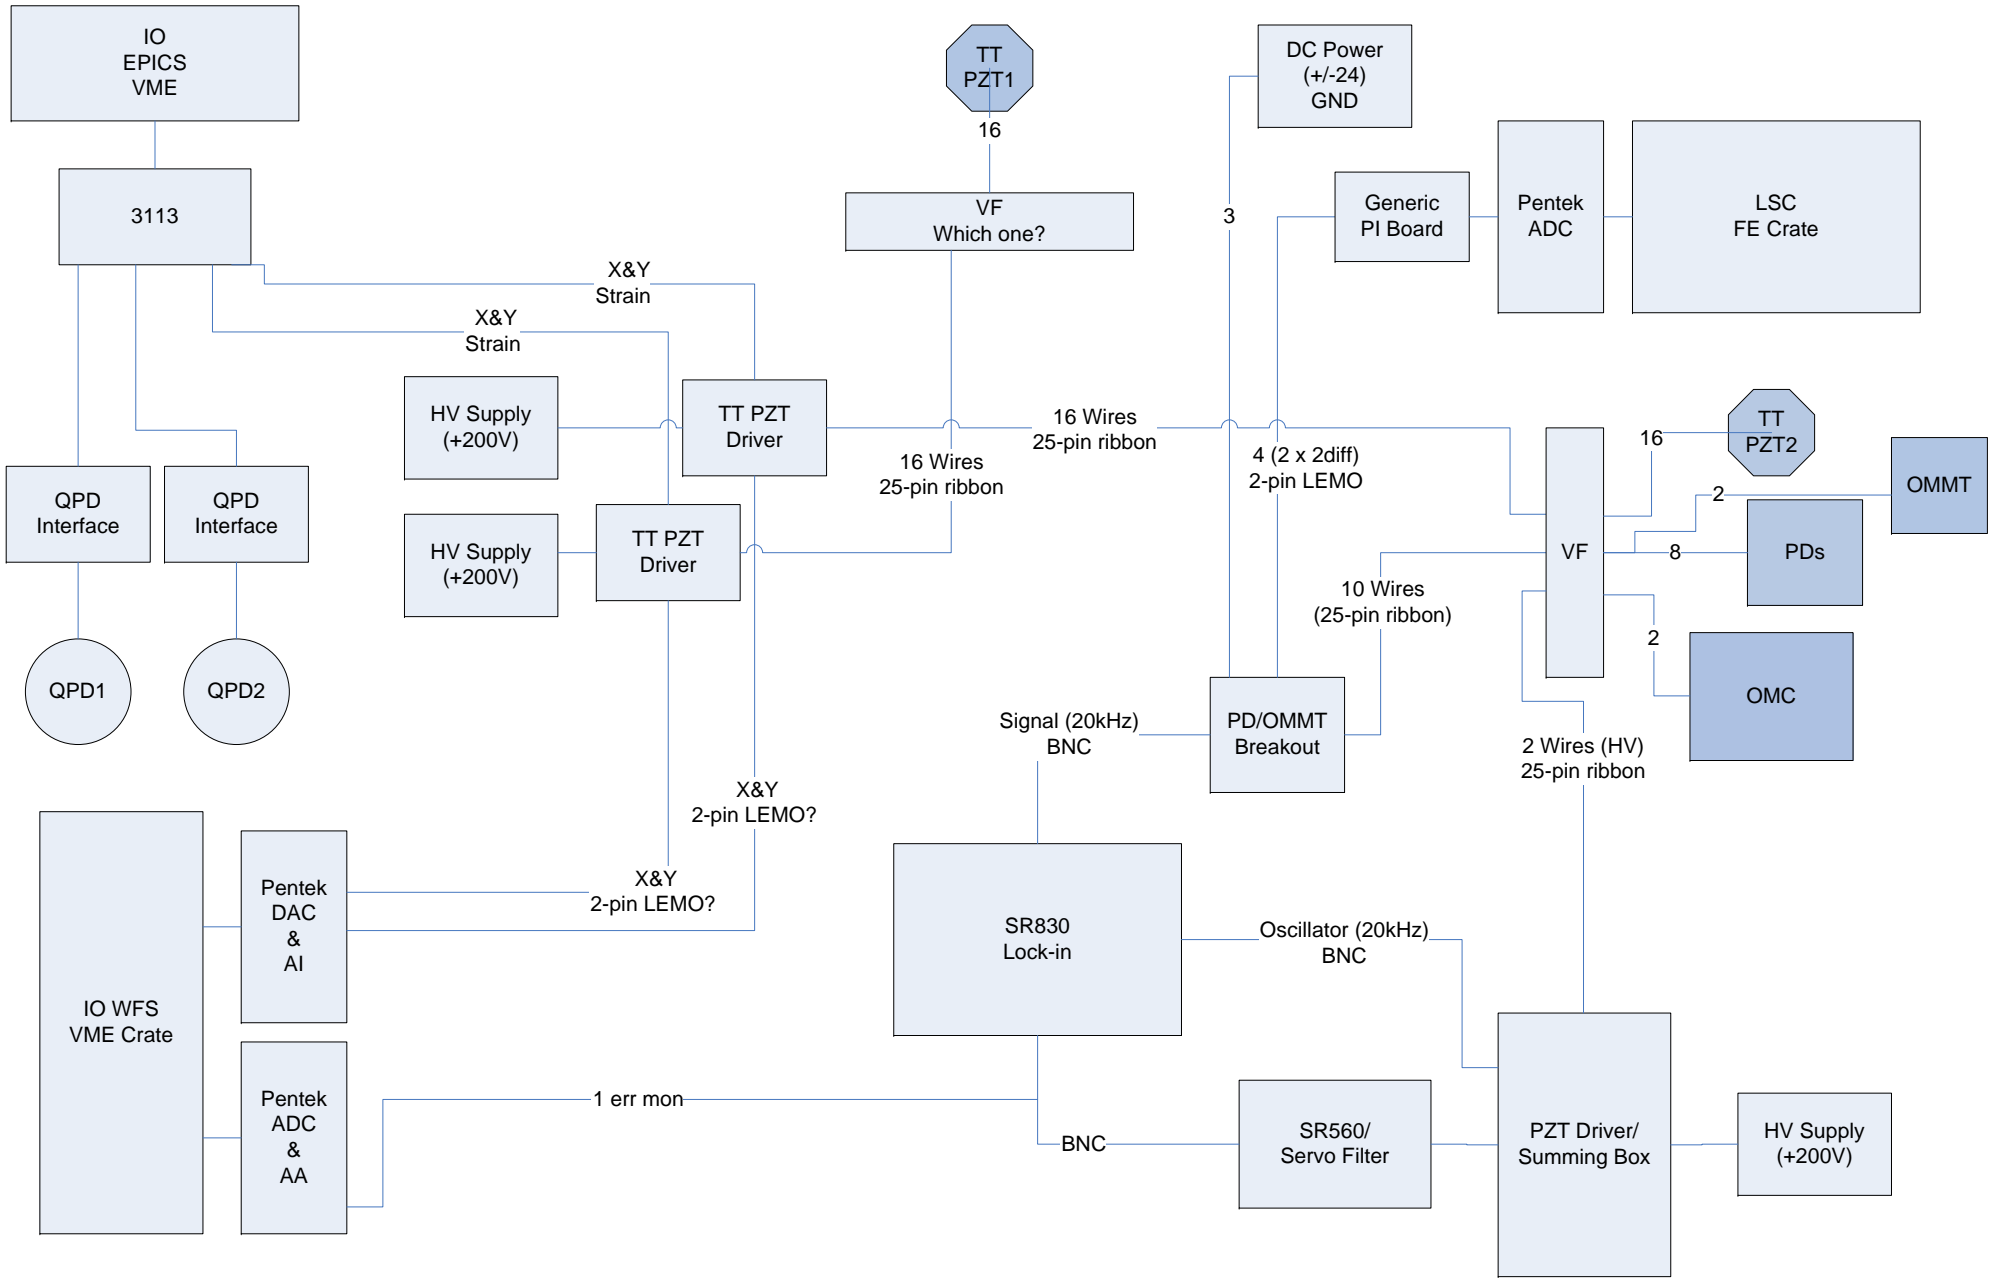 IO
EPICS
VME
TT
PZT1
DC Power
(+/-24)
GND
16
3113
VF
Which one?
3
Generic
PI Board
Pentek
ADC
LSC
FE Crate
X&Y
Strain
X&Y
Strain
HV Supply
(+200V)
TT PZT
Driver
16 Wires
25-pin ribbon
16 Wires
25-pin ribbon
4 (2 x 2diff)
2-pin LEMO
16
TT
PZT2
OMMT
2
QPD
Interface
QPD
Interface
HV Supply
(+200V)
TT PZT
Driver
VF
8
PDs
10 Wires
(25-pin ribbon)
2
QPD1
QPD2
OMC
Signal (20kHz)
BNC
PD/OMMT
Breakout
2 Wires (HV)
25-pin ribbon
X&Y
2-pin LEMO?
X&Y
2-pin LEMO?
Pentek
DAC
&
AI
SR830
Lock-in
Oscillator (20kHz)
BNC
IO WFS
VME Crate
Pentek
ADC
&
AA
1 err mon
BNC
SR560/
Servo Filter
PZT Driver/
Summing Box
HV Supply
(+200V)